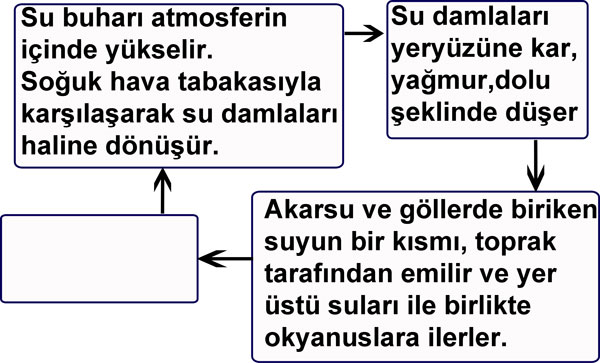 Su buharı atmosferin
içinde yükselir.
Soğuk hava tabakasıyla
karşılaşarak su damlaları
haline dönüşür.
Su damlaları
yeryüzüne kar,
yağmur,dolu
şeklinde düşer
Akarsu ve göllerde biriken
suyun bir kısmı, toprak
tarafından emilir ve yer
üstü suları ile birlikte
okyanuslara ilerler.